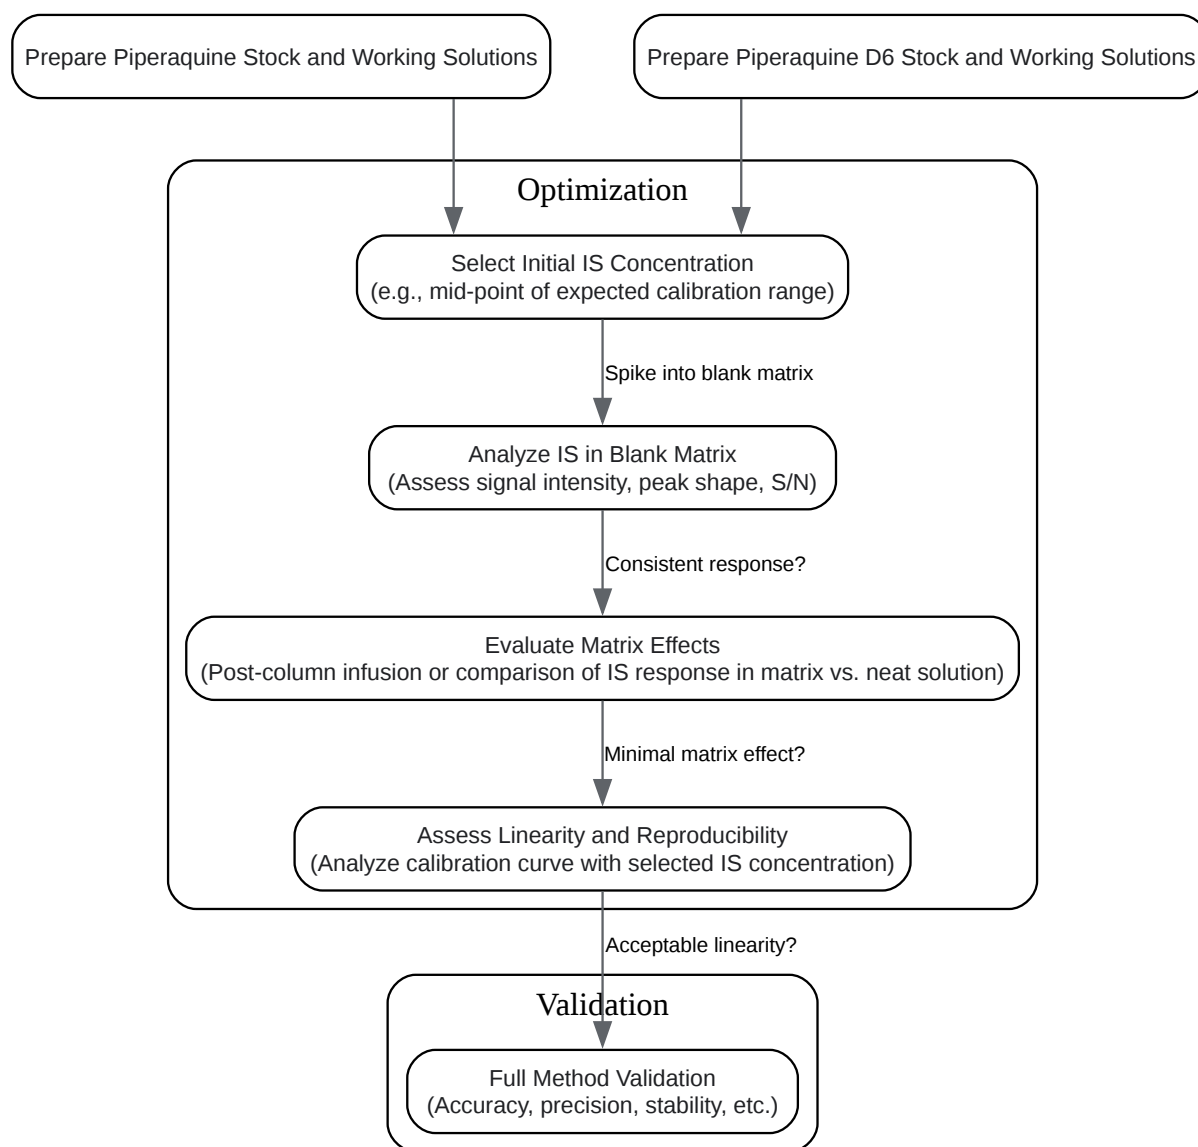 Prepare Piperaquine Stock and Working Solutions
Prepare Piperaquine D6 Stock and Working Solutions
Optimization
Select Initial IS Concentration
(e.g., mid-point of expected calibration range)
Spike into blank matrix
Analyze IS in Blank Matrix
(Assess signal intensity, peak shape, S/N)
Consistent response?
Evaluate Matrix Effects
(Post-column infusion or comparison of IS response in matrix vs. neat solution)
Minimal matrix effect?
Assess Linearity and Reproducibility
(Analyze calibration curve with selected IS concentration)
Acceptable linearity?
Validation
Full Method Validation
(Accuracy, precision, stability, etc.)